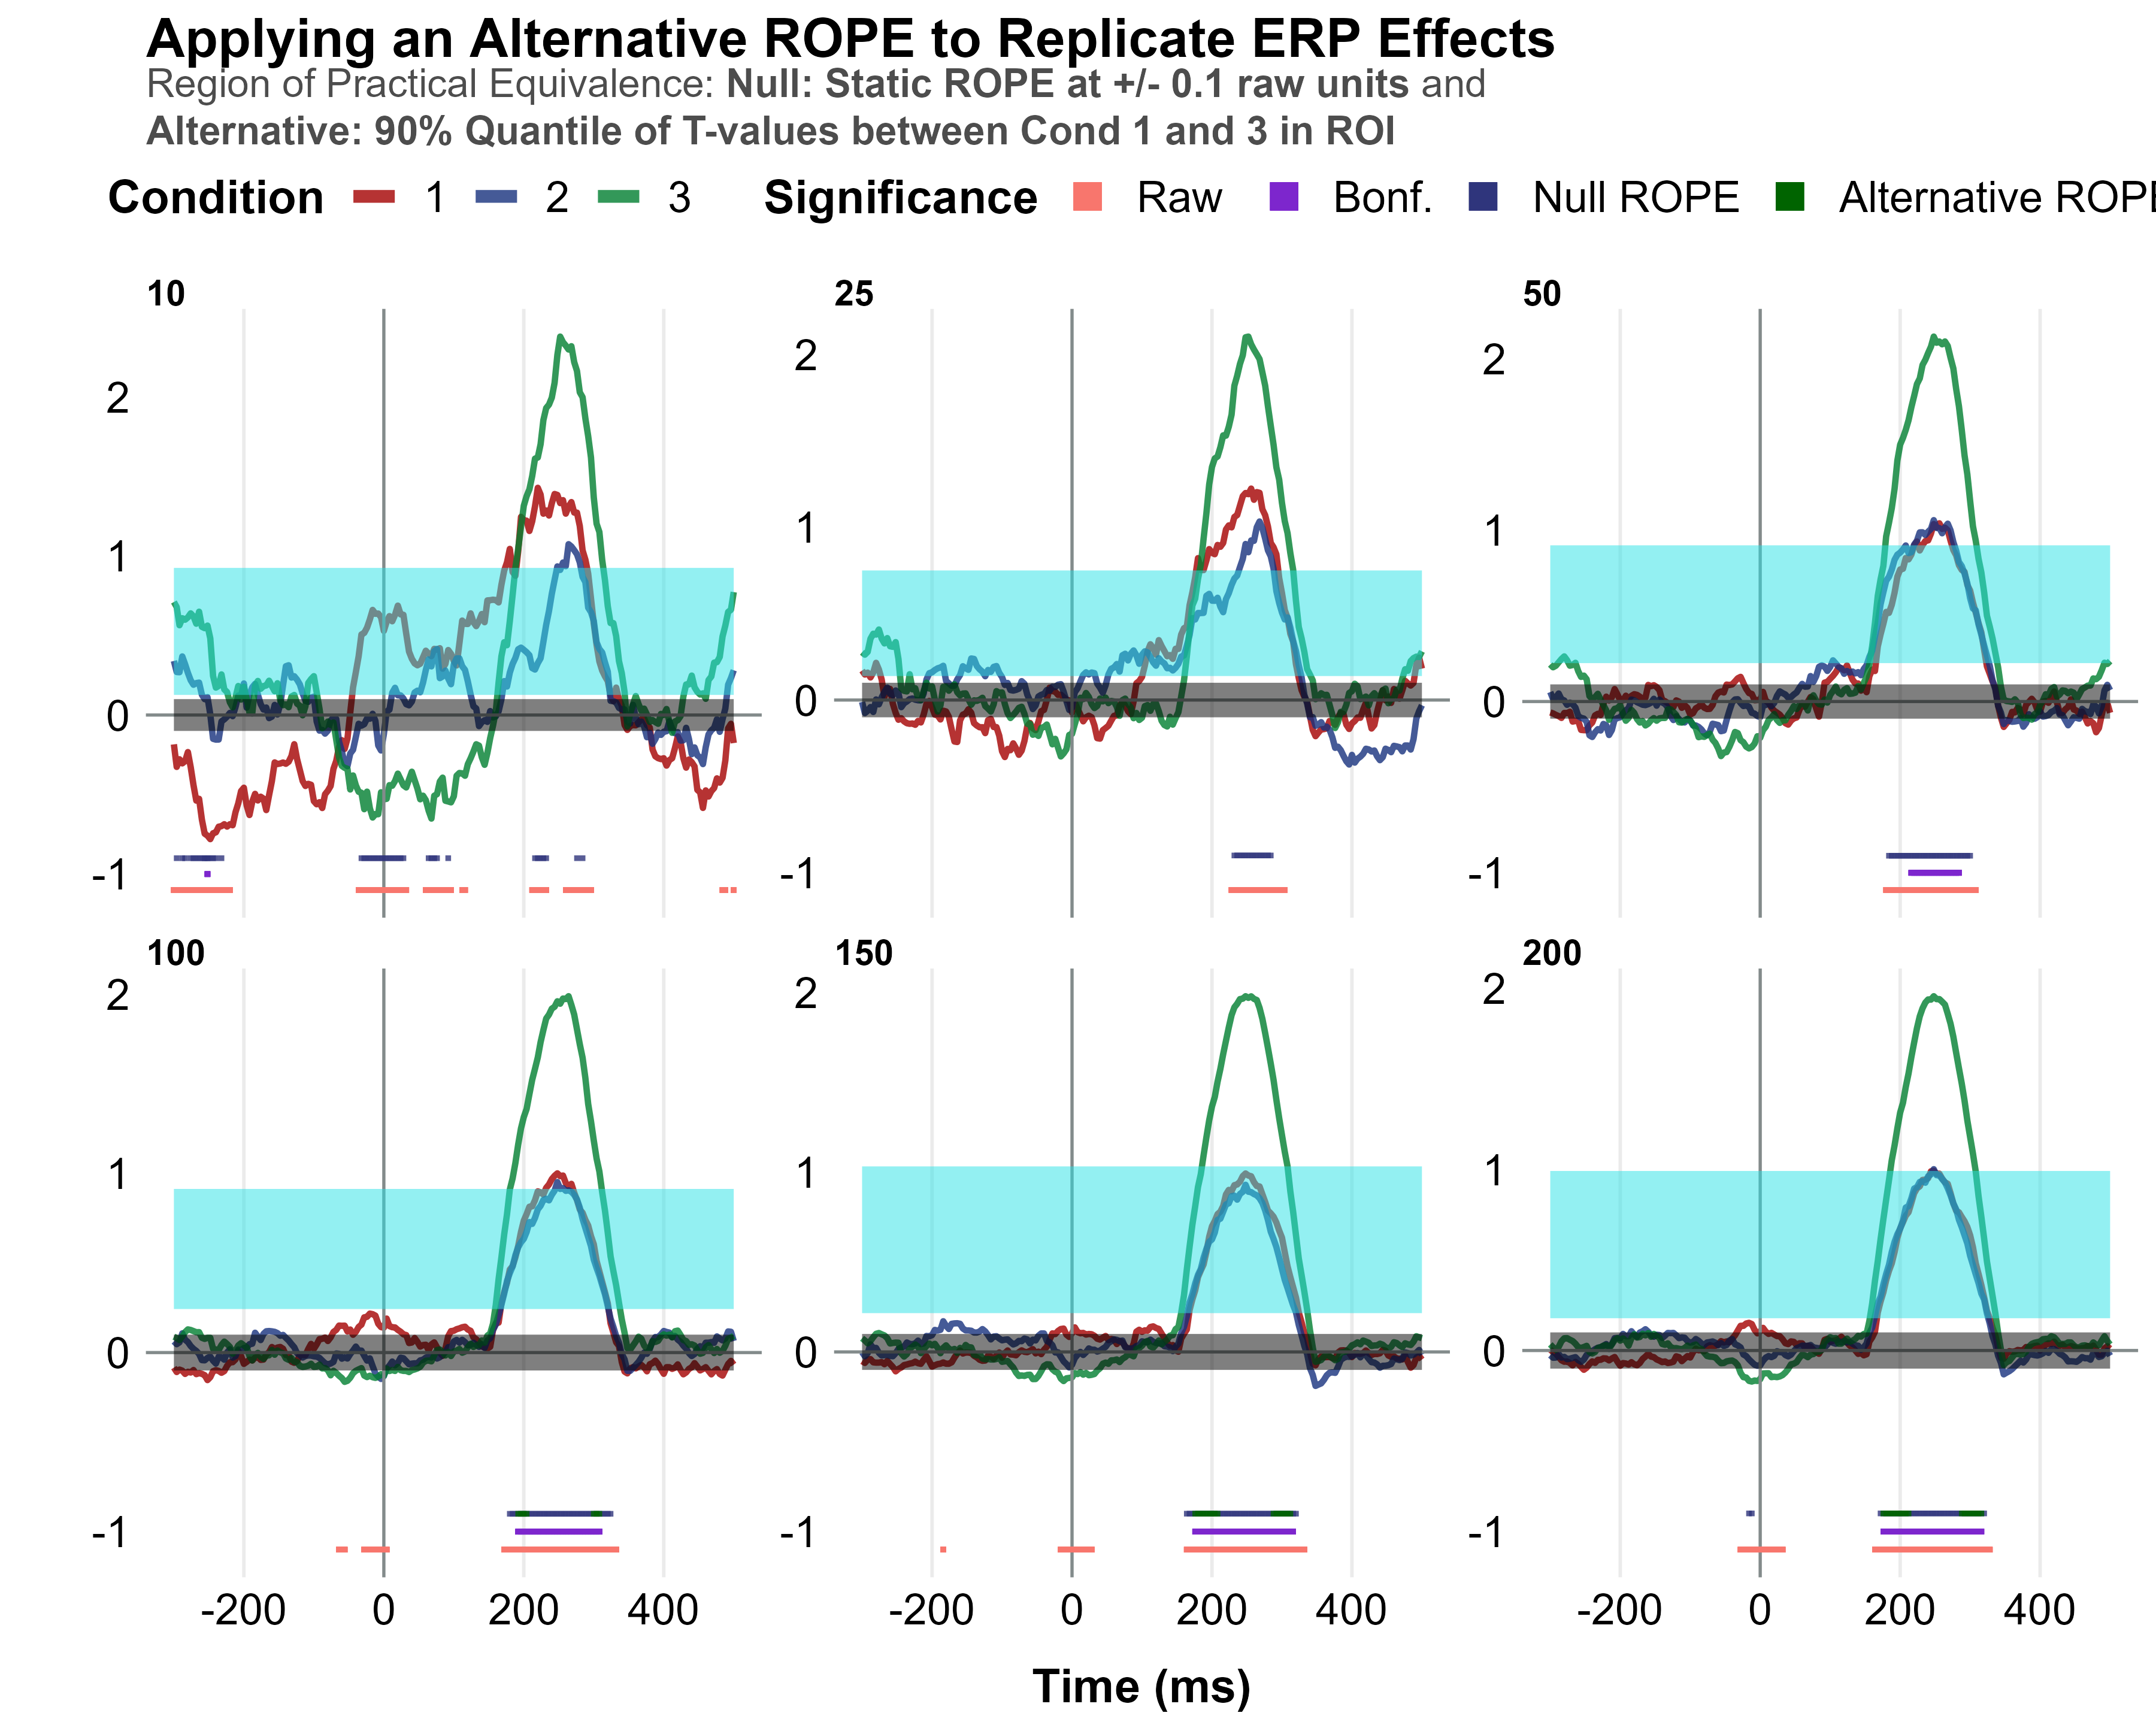 Applying an Alternative ROPE to Replicate ERP Effects
Region of Practical Equivalence: Null: Static ROPE at +/- 0.1 raw units and
Alternative: 90% Quantile of T-values between Cond 1 and 3 in ROI
Condition 1 2 3 Significance Raw Bonf. Null ROPE Alternative ROPE
10 25 50
2 2 2
1 1 1
0 0 0
-1 -1 -1
100 150 200
2 2 2
1 1 1
0 0 0
-1 -1 -1
-200 0 200 400 -200 0 200 400 -200 0 200 400
Time (ms)